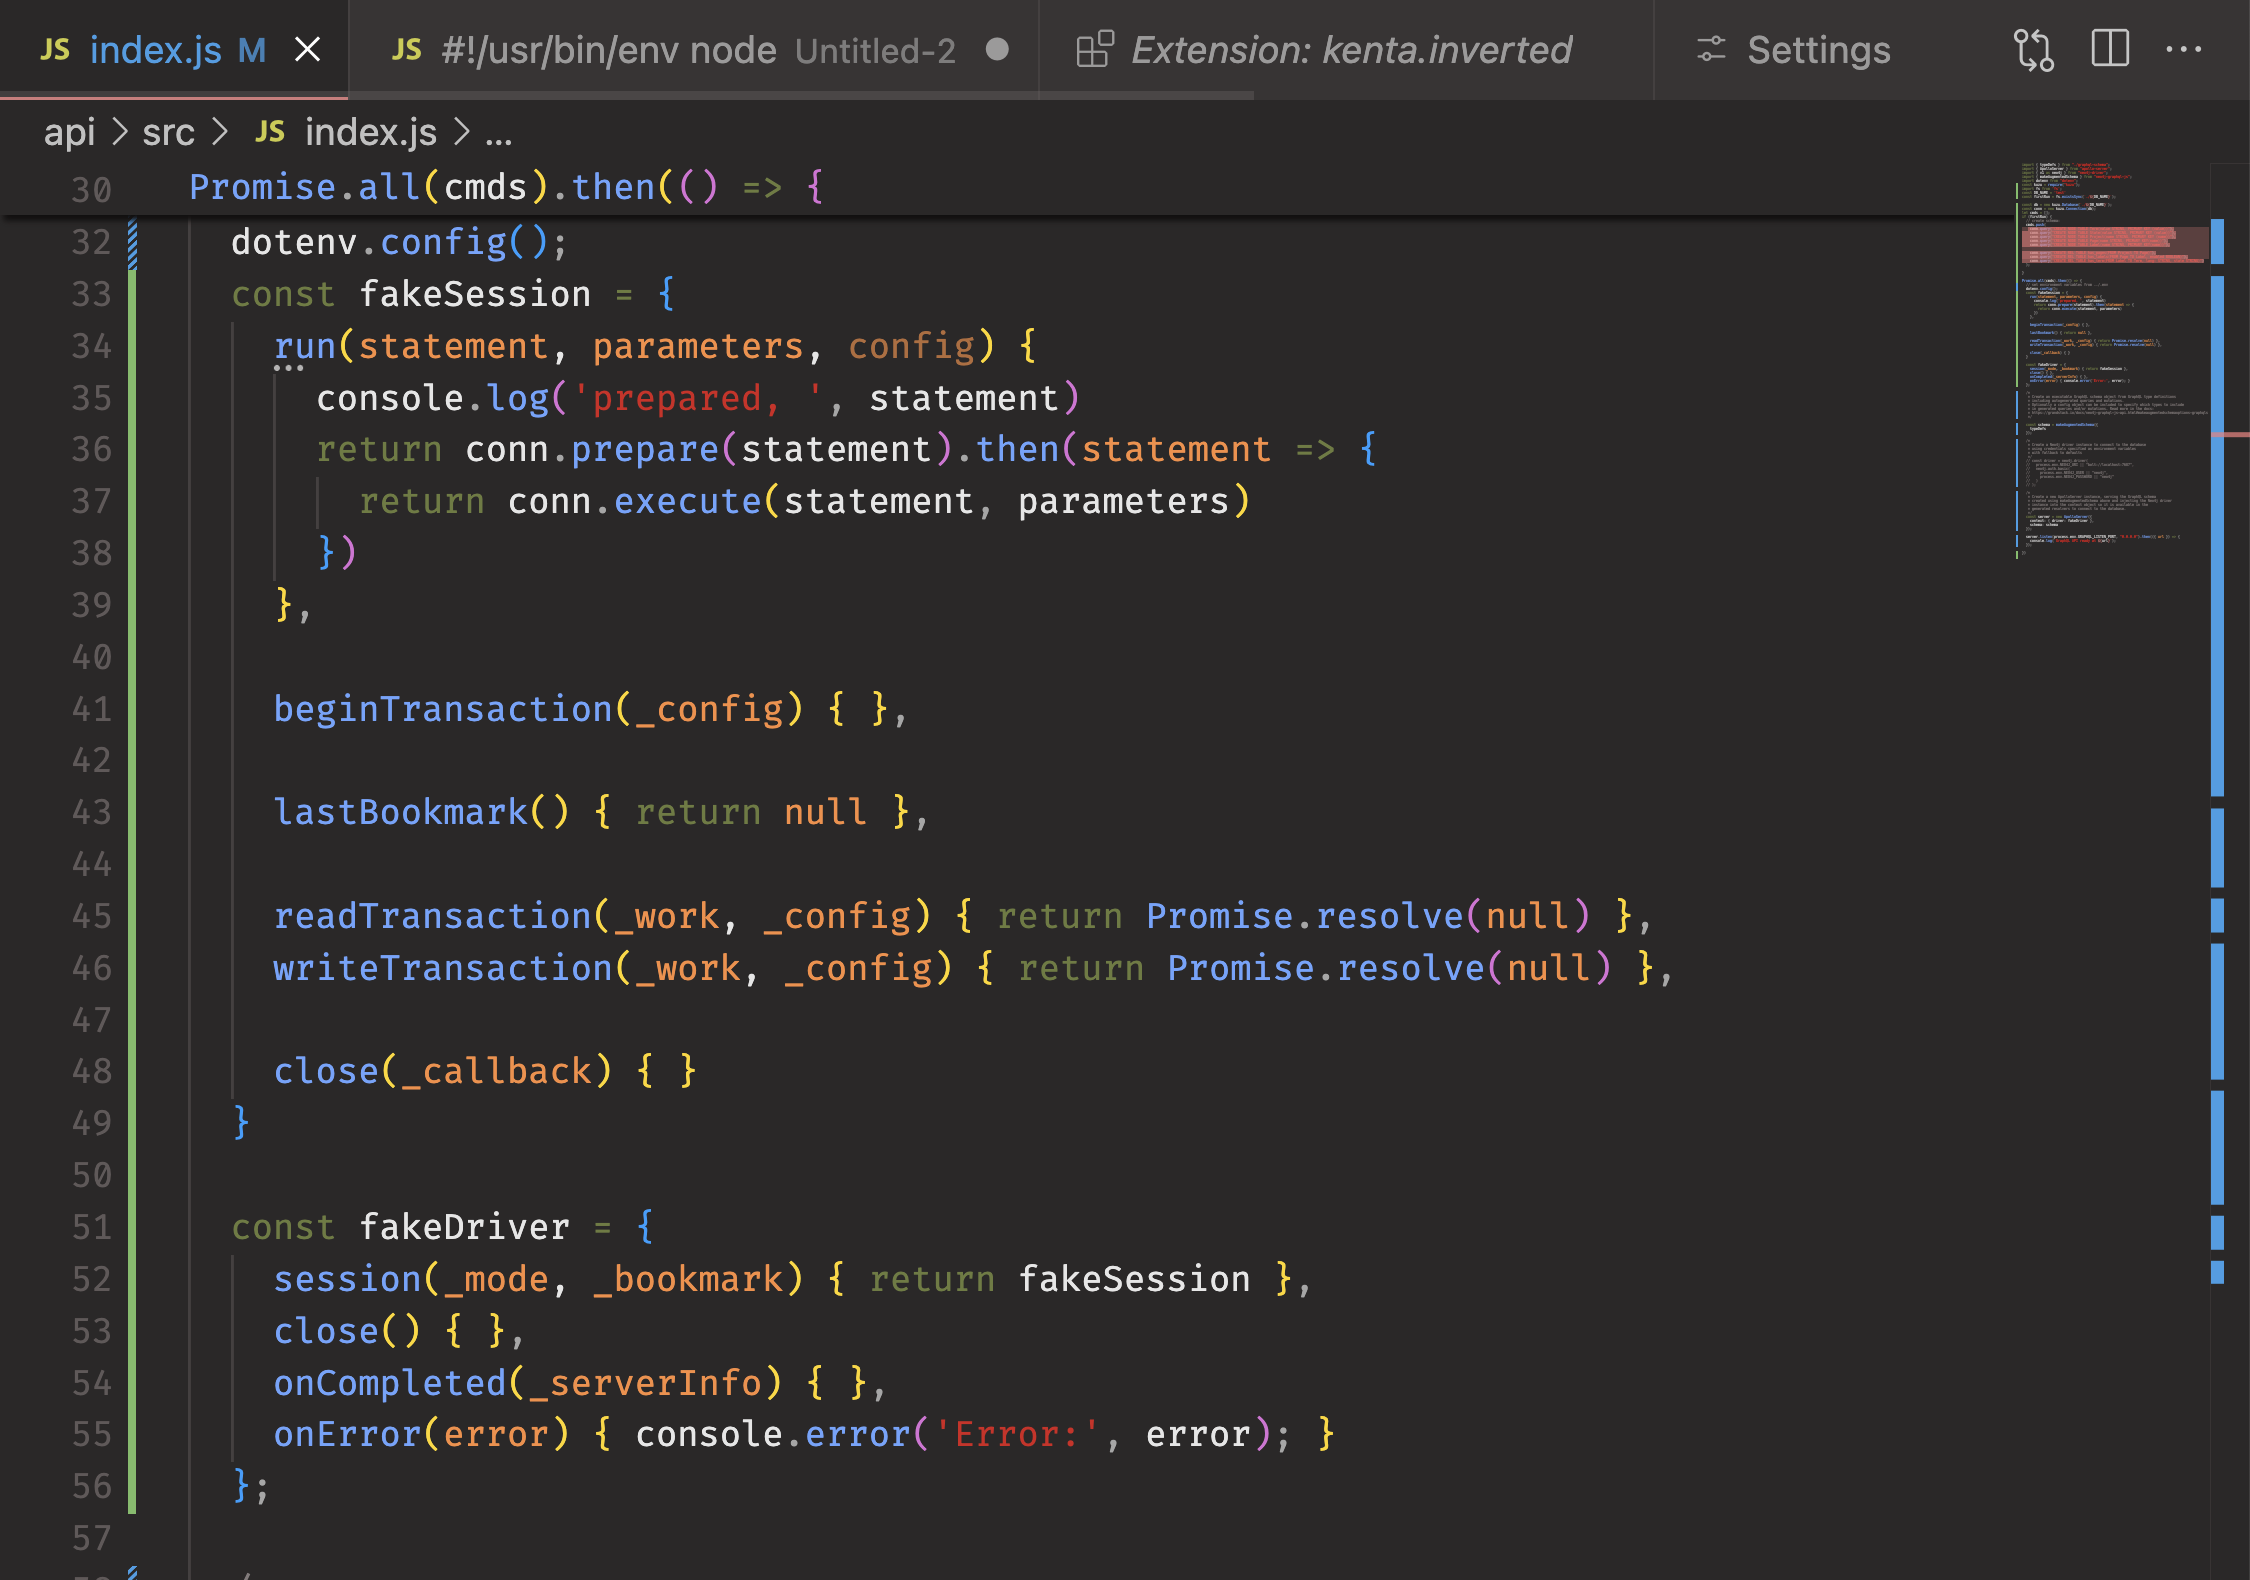 JS index.js M JS #!/usr/bin/env node Untitled-2 Extension: kenta.inverted Settings
api > src > JS index.js > ...
30 Promise.all(cmds).then(() => {
32 dotenv.config();
33 const fakeSession = {
34 run(statement, parameters, config) {
35 console.log('prepared, ', statement)
36 return conn.prepare(statement).then(statement => {
37 return conn.execute(statement, parameters)
38 })
39 },
40
41 beginTransaction(_config) { },
42
43 lastBookmark() { return null },
44
45 readTransaction(_work, _config) { return Promise.resolve(null) },
46 writeTransaction(_work, _config) { return Promise.resolve(null) },
47
48 close(_callback) { }
49 }
50
51 const fakeDriver = {
52 session(_mode, _bookmark) { return fakeSession },
53 close() { },
54 onCompleted(_serverInfo) { },
55 onError(error) { console.error('Error:', error); }
56 };
57